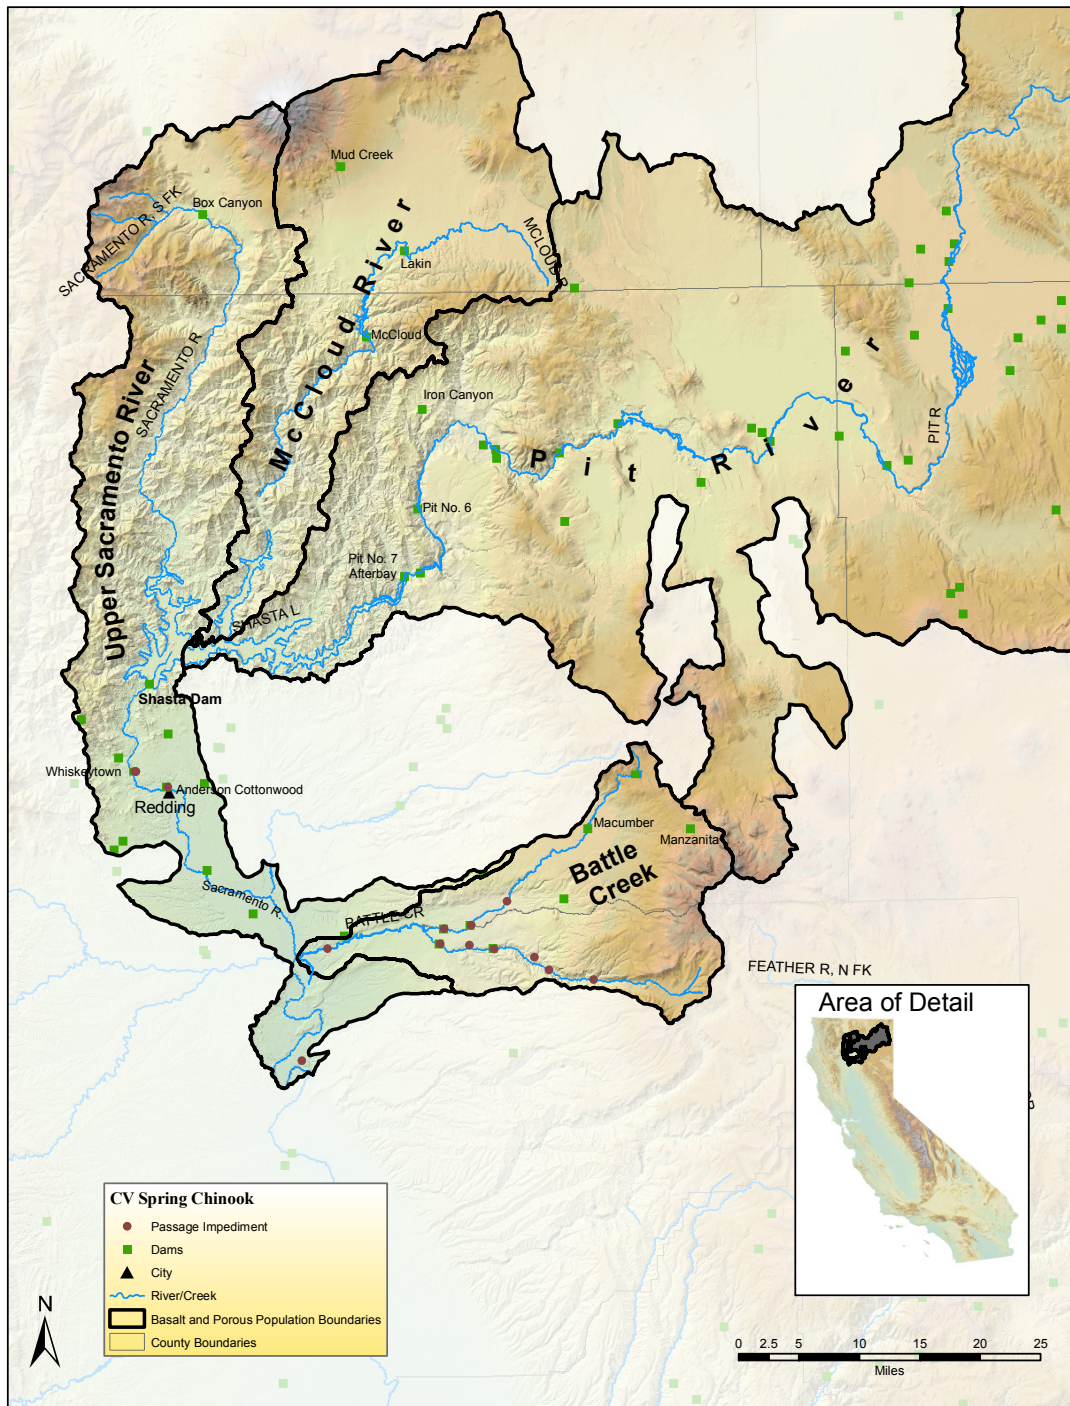 Mud Creek
Box Canyon
SACRAMENTO R, S FK
MCLOUD R
Lakin
McCloud River
McCloud
SACRAMENTO R
Upper Sacramento River
Iron Canyon
Pit River
PIT R
Pit No. 6
Pit No. 7
Afterbay
SHASTA L
Shasta Dam
Whiskeytown
Anderson Cottonwood
Redding
Macumber
Manzanita
Battle
Creek
Sacramento R
BATTLE CR
FEATHER R, N FK
Area of Detail
CV Spring Chinook
Passage Impediment
Dams
City
River/Creek
Basalt and Porous Population Boundaries
County Boundaries
N
0 2.5 5 10 15 20 25
Miles